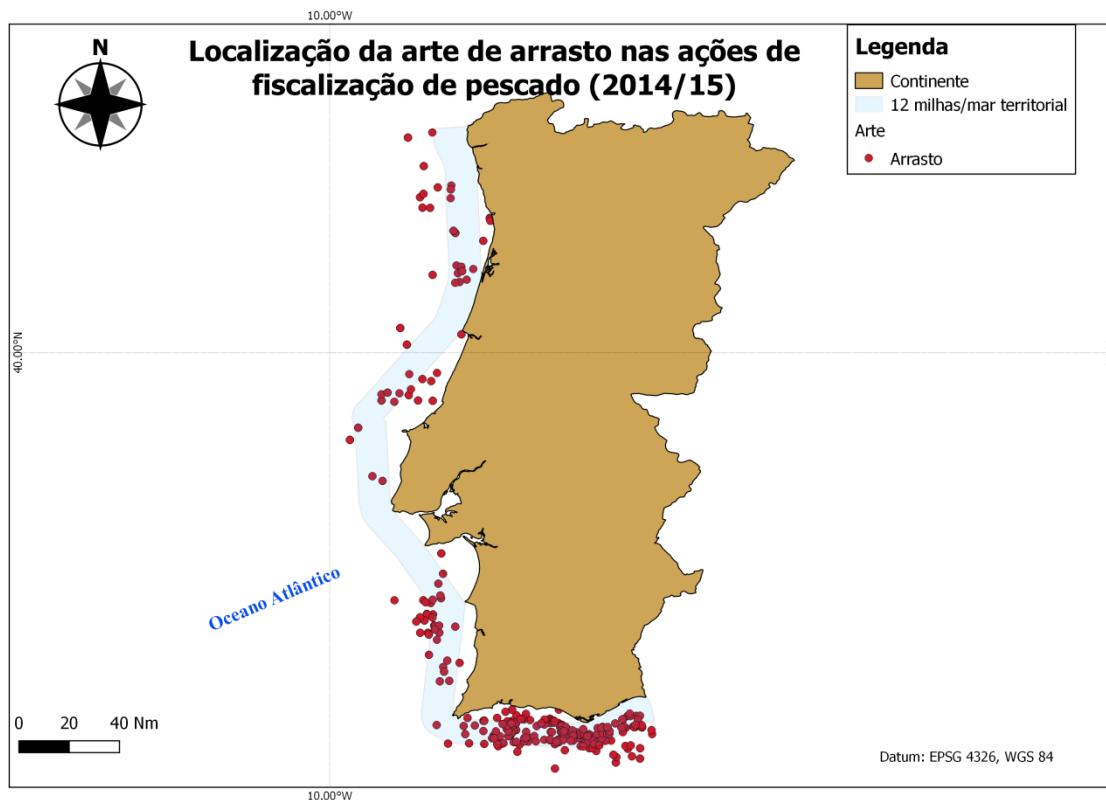 10.00°W
N
Localização da arte de arrasto nas ações de
fiscalização de pescado (2014/15)
Legenda
Continente
12 milhas/mar territorial
Arte
Arrasto
40.00°N
40.00°N
Oceano Atlântico
0 20 40 Nm
Datum: EPSG 4326, WGS 84
10.00°W